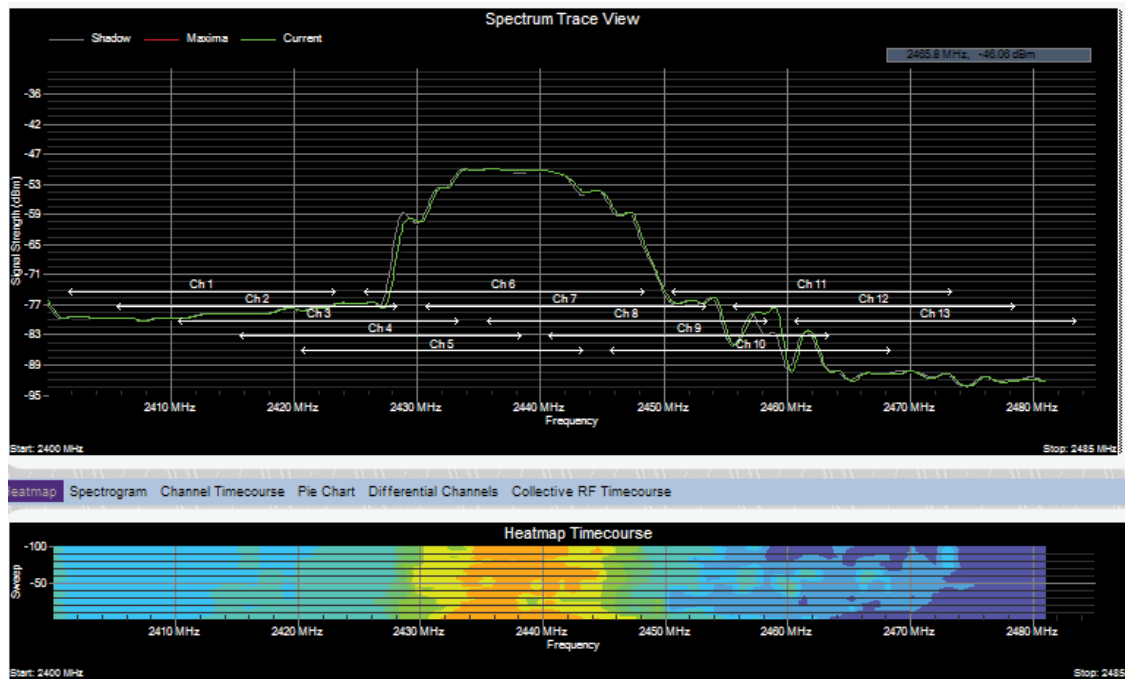 Spectrum Trace View
Shadow Maxima Current
2465.8 MHz, -46.06 dBm
-36
-42
-47
-53
-59
-65
-71
-77
-83
-89
-95
Signal Strength (dBm)
Ch 1 Ch 6 Ch 11
Ch 2 Ch 7 Ch 12
Ch 3 Ch 8 Ch 13
Ch 4 Ch 9
Ch 5 Ch 10
2410 MHz 2420 MHz 2430 MHz 2440 MHz 2450 MHz 2460 MHz 2470 MHz 2480 MHz
Frequency
Start: 2400 MHz Stop: 2485 MHz
eatmap Spectrogram Channel Timecourse Pie Chart Differential Channels Collective RF Timecourse
Heatmap Timecourse
-100
-50
Sweep
2410 MHz 2420 MHz 2430 MHz 2440 MHz 2450 MHz 2460 MHz 2470 MHz 2480 MHz
Frequency
Start: 2400 MHz Stop: 2485